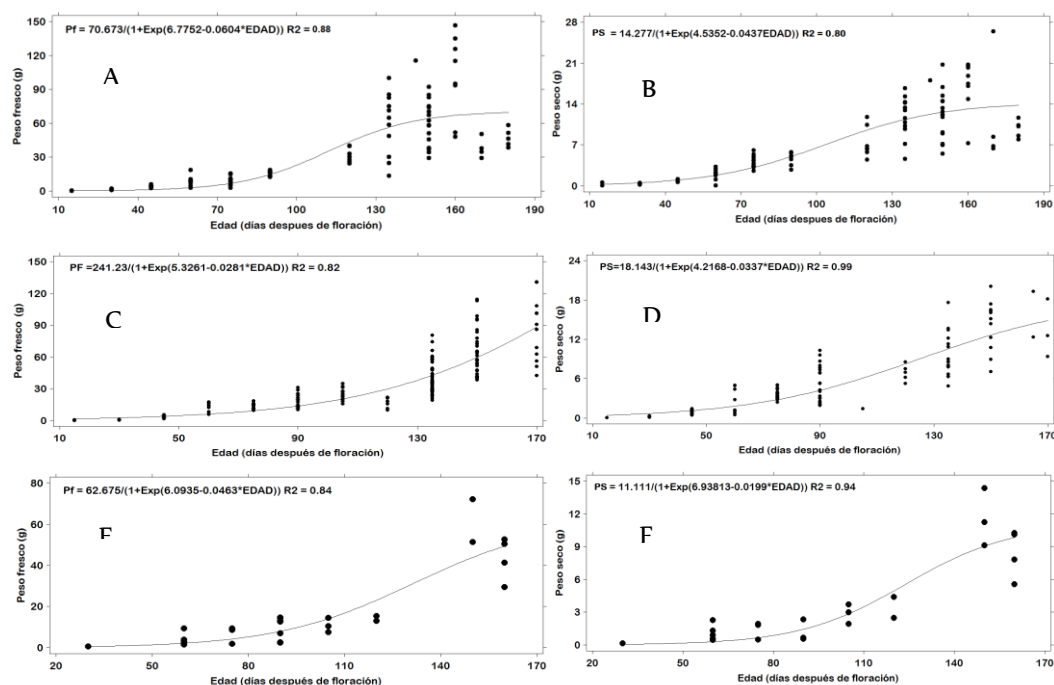 Pf = 70.673/(1+Exp(6.7752-0.0604*EDAD)) R2 = 0.88
A
Peso fresco (g)
150
120
90
60
30
0
10 40 70 100 130 160 190
Edad (días despues de floración)
PS = 14.277/(1+Exp(4.5352-0.0437EDAD)) R2 = 0.80
B
Peso seco (g)
28
21
14
7
0
10 40 70 100 130 160 190
Edad (días despues de floración)
PF =241.23/(1+Exp(5.3261-0.0281*EDAD)) R2 = 0.82
C
Peso fresco (g)
150
120
90
60
30
0
10 50 90 130 170
Edad (días después de floración)
PS=18.143/(1+Exp(4.2168-0.0337*EDAD)) R2 = 0.99
D
Peso seco (g)
24
18
12
6
0
10 50 90 130 170
Edad (días después de floración)
Pf = 62.675/(1+Exp(6.0935-0.0463*EDAD)) R2 = 0.84
Peso fresco (g)
80
60
40
20
0
20 50 80 110 140 170
Edad (días después de floración)
PS = 11.111/(1+Exp(6.93813-0.0199*EDAD)) R2 = 0.94
Peso seco (g)
15
12
9
6
3
0
20 50 80 110 140 170
Edad (días después de floración)